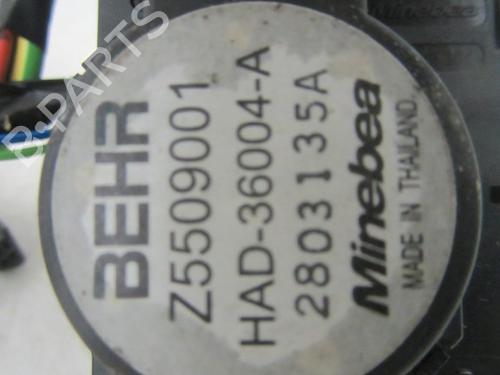 BEHR
Z5509001
HAD-36004-A
2803135A
Minebea
MADE IN THAILAND
Minebea
B-PARTS